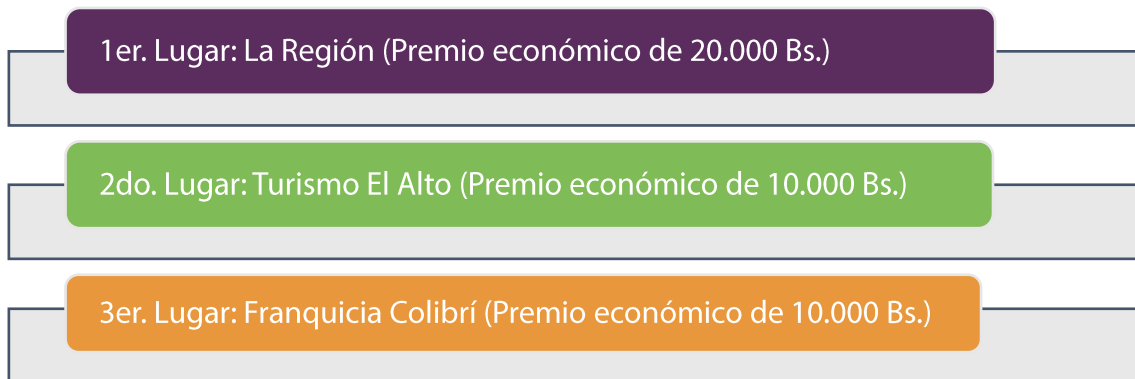 1er. Lugar: La Región (Premio económico de 20.000 Bs.)
2do. Lugar: Turismo El Alto (Premio económico de 10.000 Bs.)
3er. Lugar: Franquicia Colibrí (Premio económico de 10.000 Bs.)